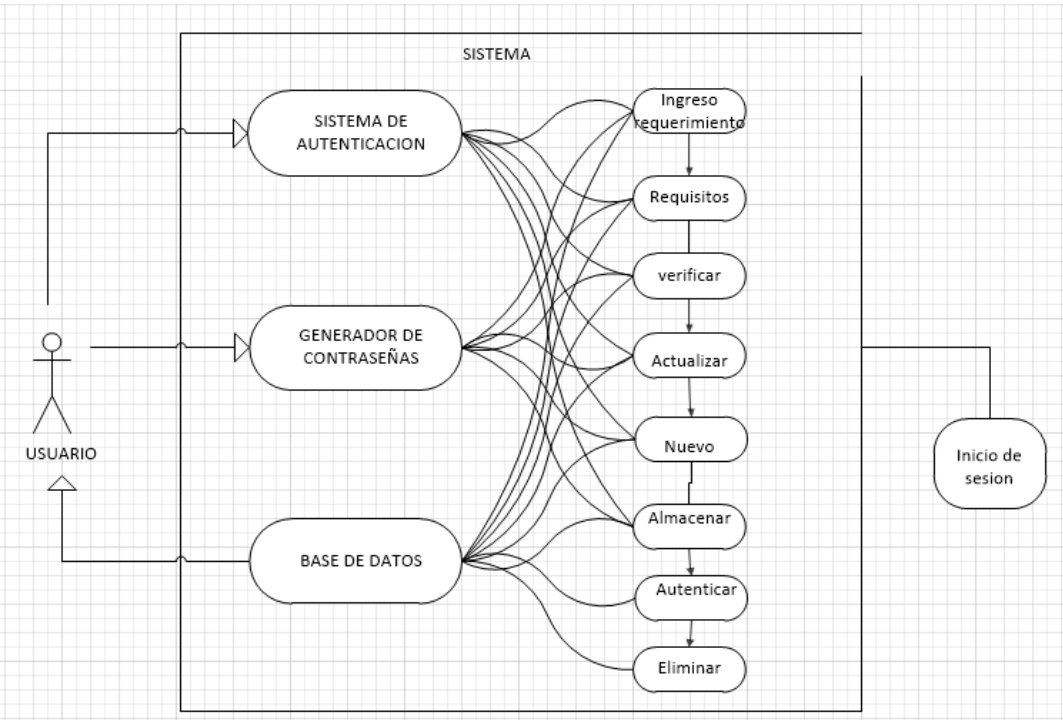 SISTEMA
SISTEMA DE
AUTENTICACION
GENERADOR DE
CONTRASEÑAS
BASE DE DATOS
USUARIO
Ingreso
requerimiento
Requisitos
verificar
Actualizar
Nuevo
Almacenar
Autenticar
Eliminar
Inicio de
sesion